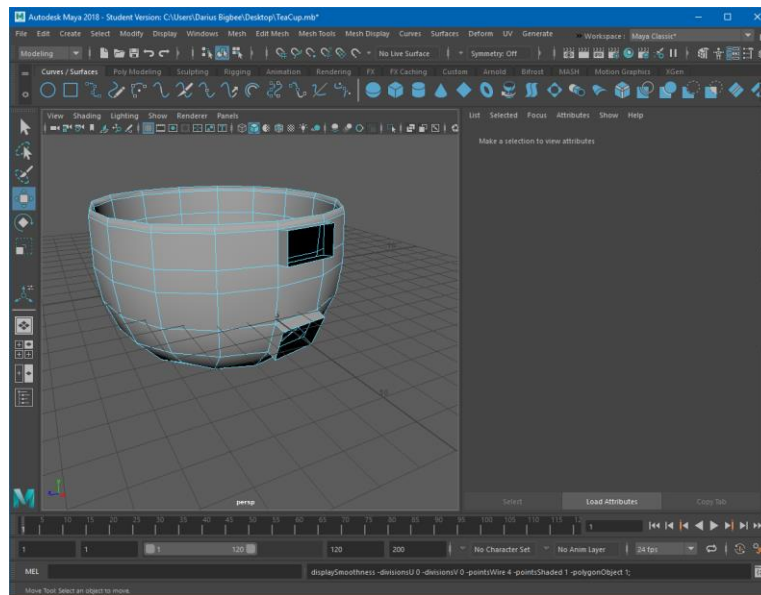 Autodesk Maya 2018 - Student Version: C:\Users\Darius Bigbee\Desktop\TeaCup.mb*
File Edit Create Select Modify Display Windows Mesh Edit Mesh Mesh Tools Mesh Display Curves Surfaces Deform UV Generate Workspace : Maya Classic*
Modeling No Live Surface Symmetry: Off
Curves / Surfaces Poly Modeling Sculpting Rigging Animation Rendering FX FX Caching Custom Arnold Bifrost MASH Motion Graphics XGen
View Shading Lighting Show Renderer Panels
List Selected Focus Attributes Show Help
Make a selection to view attributes
persp
Select Load Attributes Copy Tab
5 10 15 20 25 30 35 40 45 50 55 60 65 70 75 80 85 90 95 100 105 110 115 12 1
1 1 1 120 120 200 No Character Set No Anim Layer 24 fps
MEL displaySmoothness -divisionsU 0 -divisionsV 0 -pointsWire 4 -pointsShaded 1 -polygonObject 1;
Move Tool: Select an object to move.